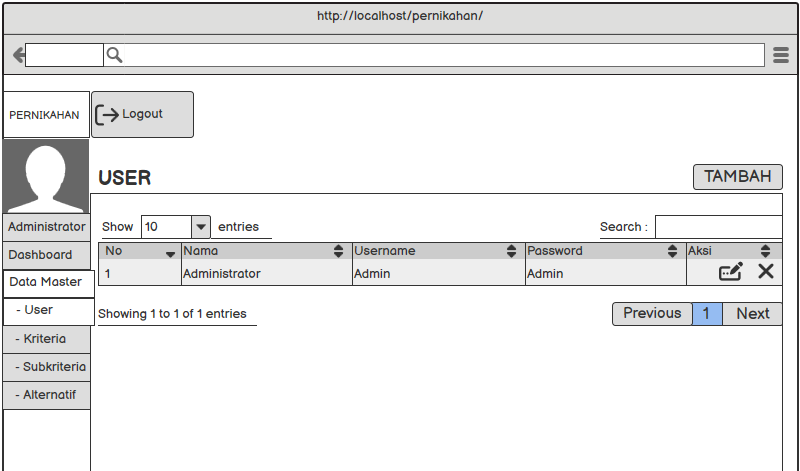 http://localhost/pernikahan/
PERNIKAHAN
Logout
USER
TAMBAH
Administrator
Dashboard
Data Master
- User
- Kriteria
- Subkriteria
- Alternatif
Show 10 entries
Search :
No Nama Username Password Aksi
1 Administrator Admin Admin
Showing 1 to 1 of 1 entries
Previous 1 Next